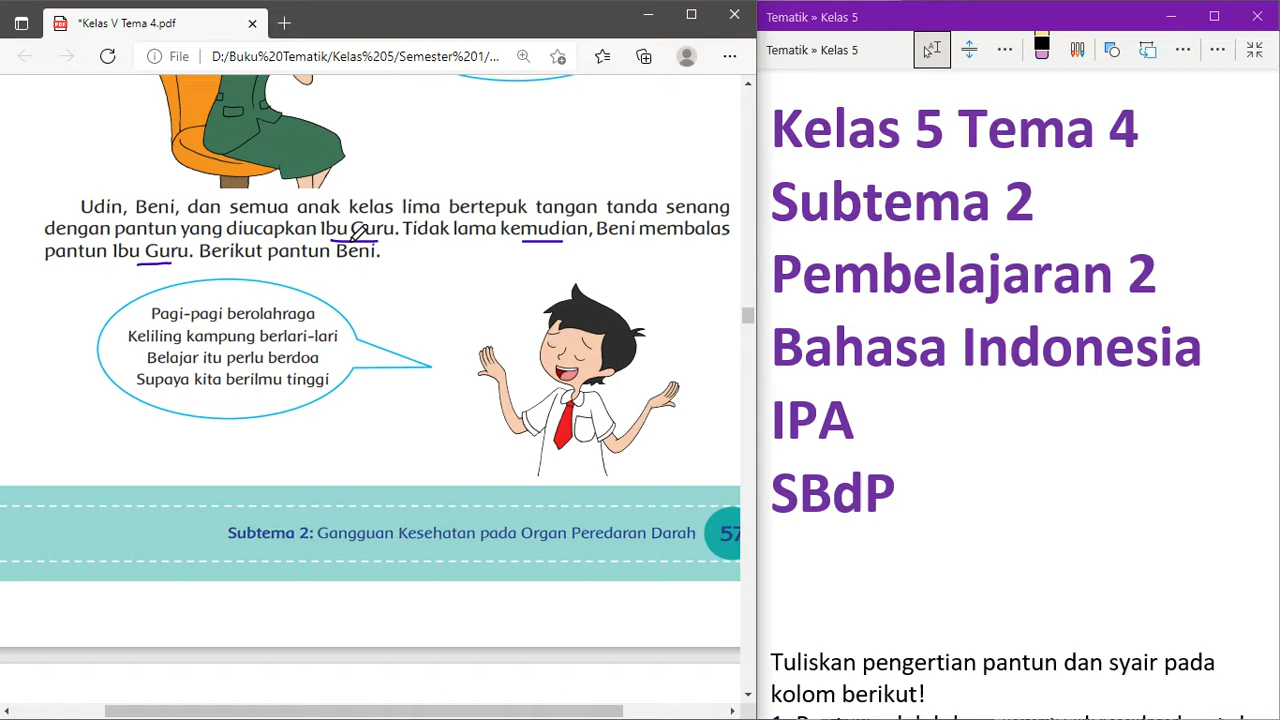 *Kelas V Tema 4.pdf
File
D:/Buku%20Tematik/Kelas%205/Semester%201/...
Udin, Beni, dan semua anak kelas lima bertepuk tangan tanda senang
dengan pantun yang diucapkan Ibu Guru. Tidak lama kemudian, Beni membalas
pantun Ibu Guru. Berikut pantun Beni.
Pagi-pagi berolahraga
Keliling kampung berlari-lari
Belajar itu perlu berdoa
Supaya kita berilmu tinggi
Subtema 2: Gangguan Kesehatan pada Organ Peredaran Darah
57
Tematik » Kelas 5
Tematik » Kelas 5
Kelas 5 Tema 4
Subtema 2
Pembelajaran 2
Bahasa Indonesia
IPA
SBdP
Tuliskan pengertian pantun dan syair pada
kolom berikut!